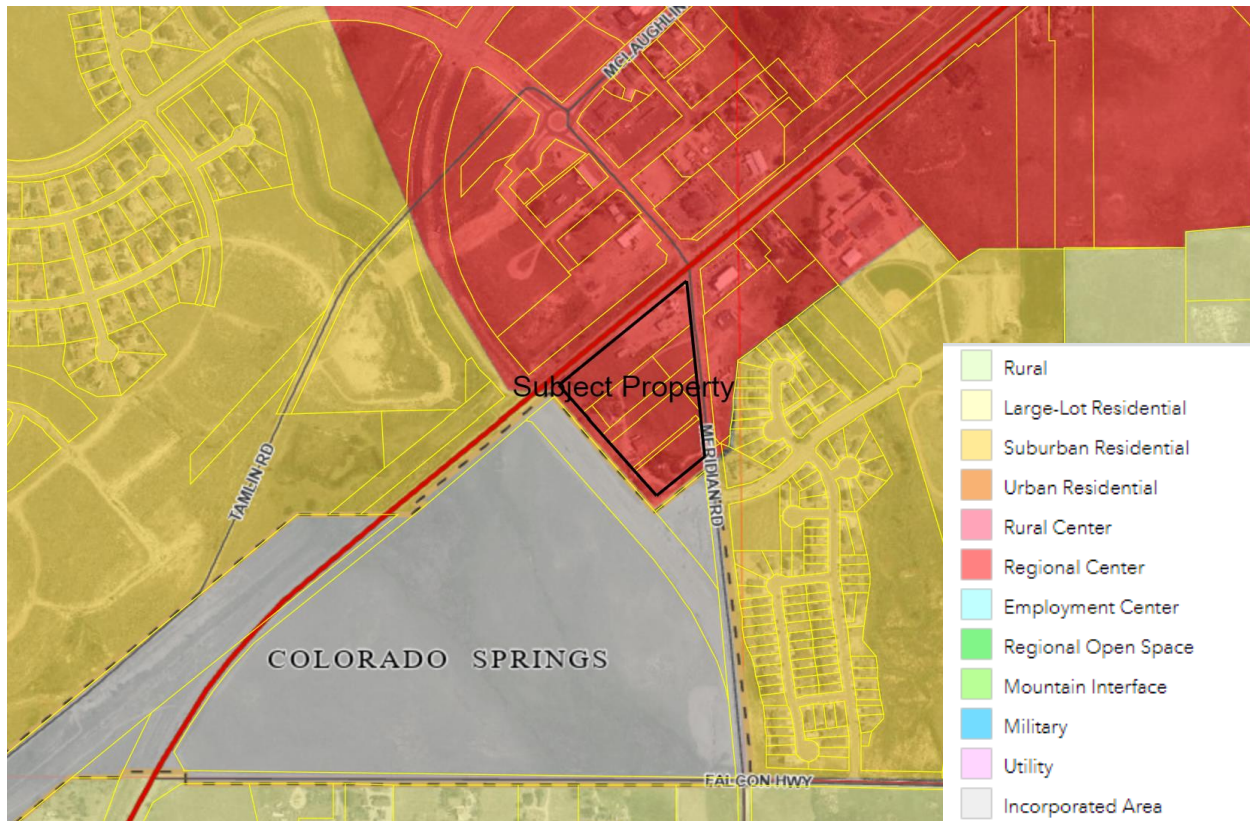 MCLAUGHLIN
Subject Property
MERIDIAN RD
TAMLIN RD
COLORADO SPRINGS
FALCON HWY
Rural
Large-Lot Residential
Suburban Residential
Urban Residential
Rural Center
Regional Center
Employment Center
Regional Open Space
Mountain Interface
Military
Utility
Incorporated Area